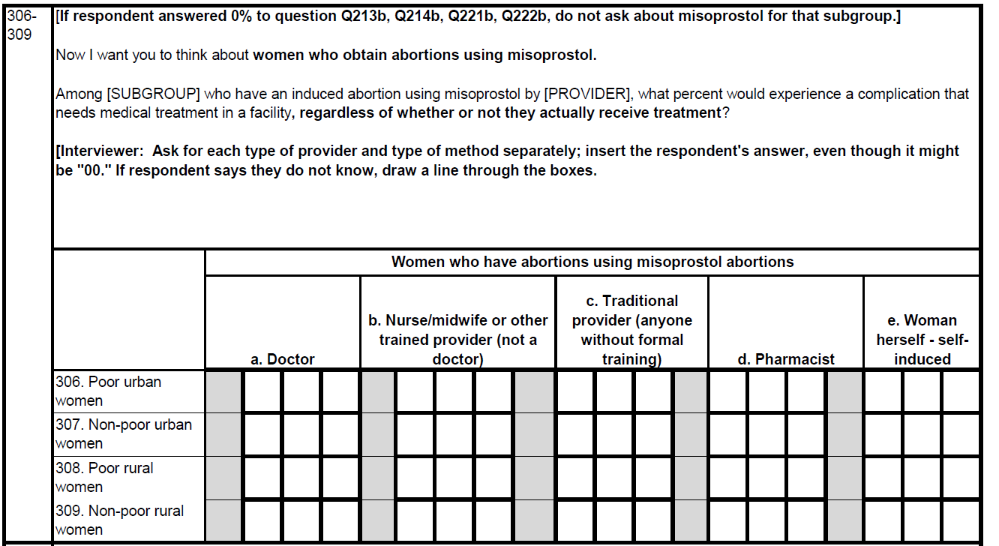 306-
309
[If respondent answered 0% to question Q213b, Q214b, Q221b, Q222b, do not ask about misoprostol for that subgroup.]
Now I want you to think about women who obtain abortions using misoprostol.
Among [SUBGROUP] who have an induced abortion using misoprostol by [PROVIDER], what percent would experience a complication that
needs medical treatment in a facility, regardless of whether or not they actually receive treatment?
[Interviewer:  Ask for each type of provider and type of method separately; insert the respondent's answer, even though it might
be "00." If respondent says they do not know, draw a line through the boxes.
Women who have abortions using misoprostol abortions
a. Doctor
b. Nurse/midwife or other
trained provider (not a
doctor)
c. Traditional
provider (anyone
without formal
training)
d. Pharmacist
e. Woman
herself - self-
induced
306. Poor urban
women
307. Non-poor urban
women
308. Poor rural
women
309. Non-poor rural
women